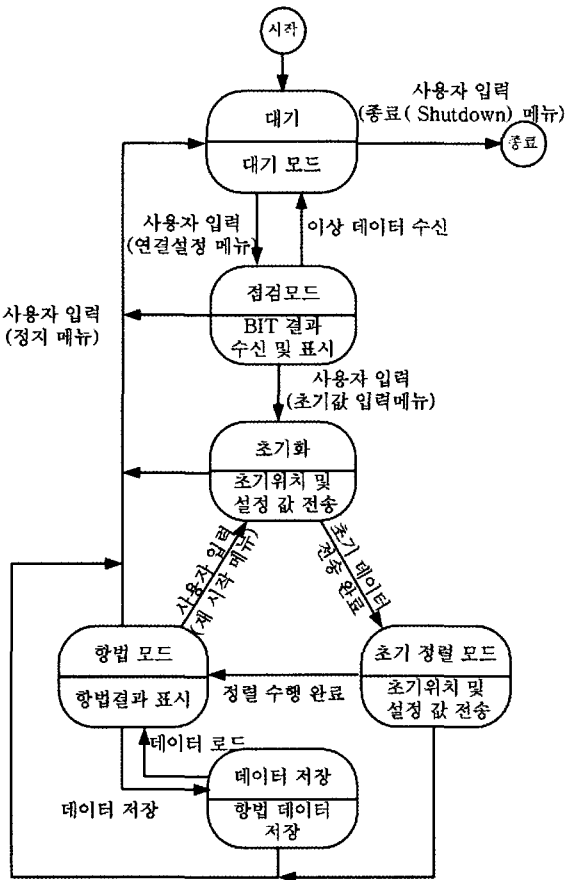 시작
사용자 입력
(종료( Shutdown) 메뉴)
종료
대기
대기 모드
사용자 입력
(연결설정 메뉴)
이상 데이터 수신
점검모드
BIT 결과
수신 및 표시
사용자 입력
(정지 메뉴)
사용자 입력
(초기값 입력메뉴)
초기화
초기위치 및
설정 값 전송
사용자 입력
(재 시작 메뉴)
초기 데이터
전송 완료
항법 모드
항법결과 표시
정렬 수행 완료
초기 정렬 모드
초기위치 및
설정 값 전송
데이터 로드
데이터 저장
데이터 저장
항법 데이터
저장